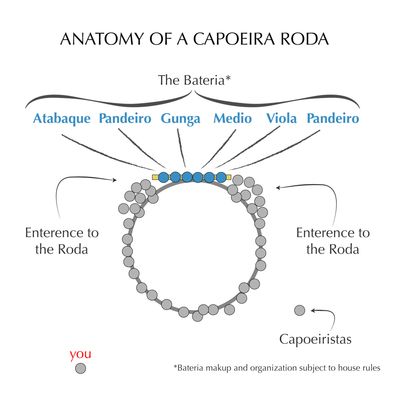 ANATOMY OF A CAPOEIRA RODA
The Bateria*
Atabaque Pandeiro Gunga Medio Viola Pandeiro
Enterence to
the Roda
Enterence to
the Roda
Capoeiristas
you
*Bateria makup and organization subject to house rules